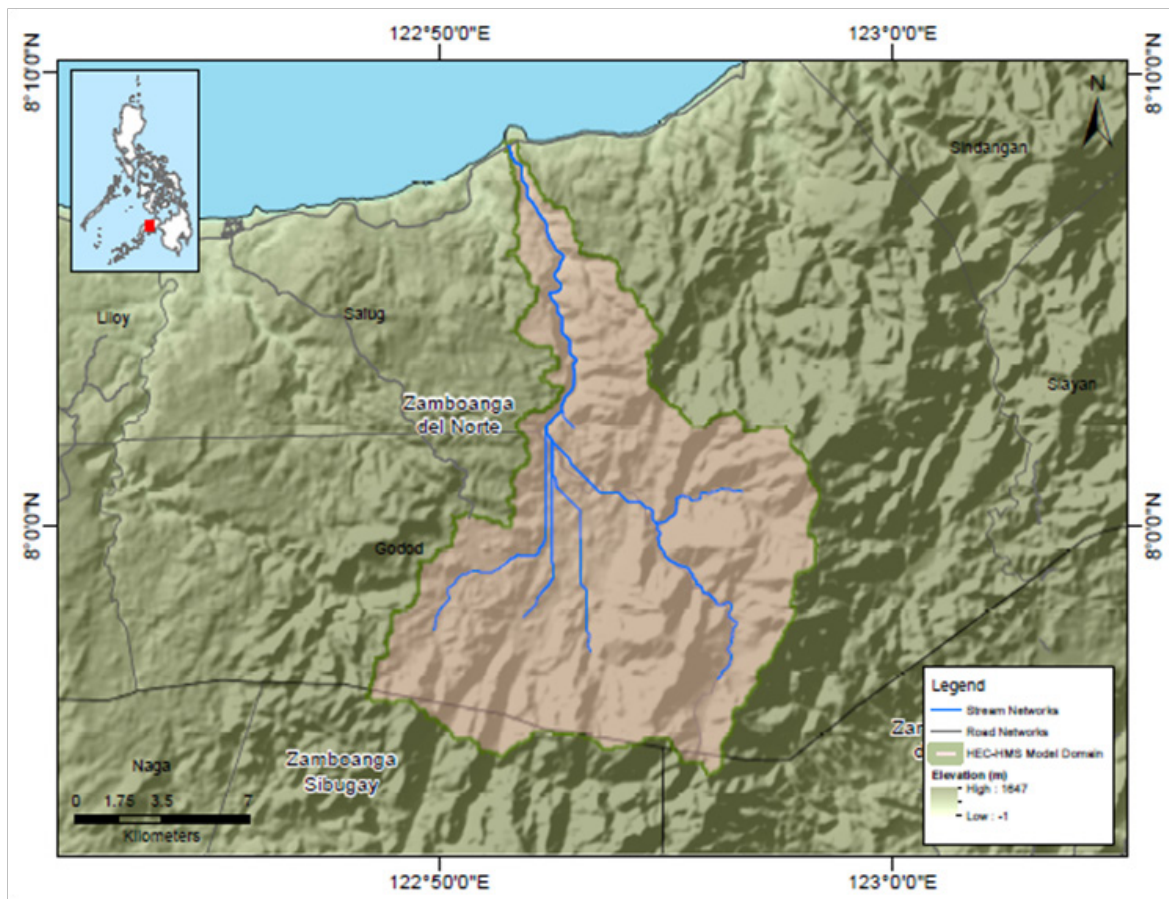 122°50'0"E
123°0'0"E
8°10'0"N
8°10'0"N
N
Sindangan
Liloy
Salug
Siayan
Zamboanga
del Norte
8°0'0"N
8°0'0"N
Godod
Legend
Stream Networks
Road Networks
HEC-HMS Model Domain
Elevation (m)
High : 1647
Low : -1
Zam
d
Naga
Zamboanga
Sibugay
0 1.75 3.5 7
Kilometers
122°50'0"E
123°0'0"E